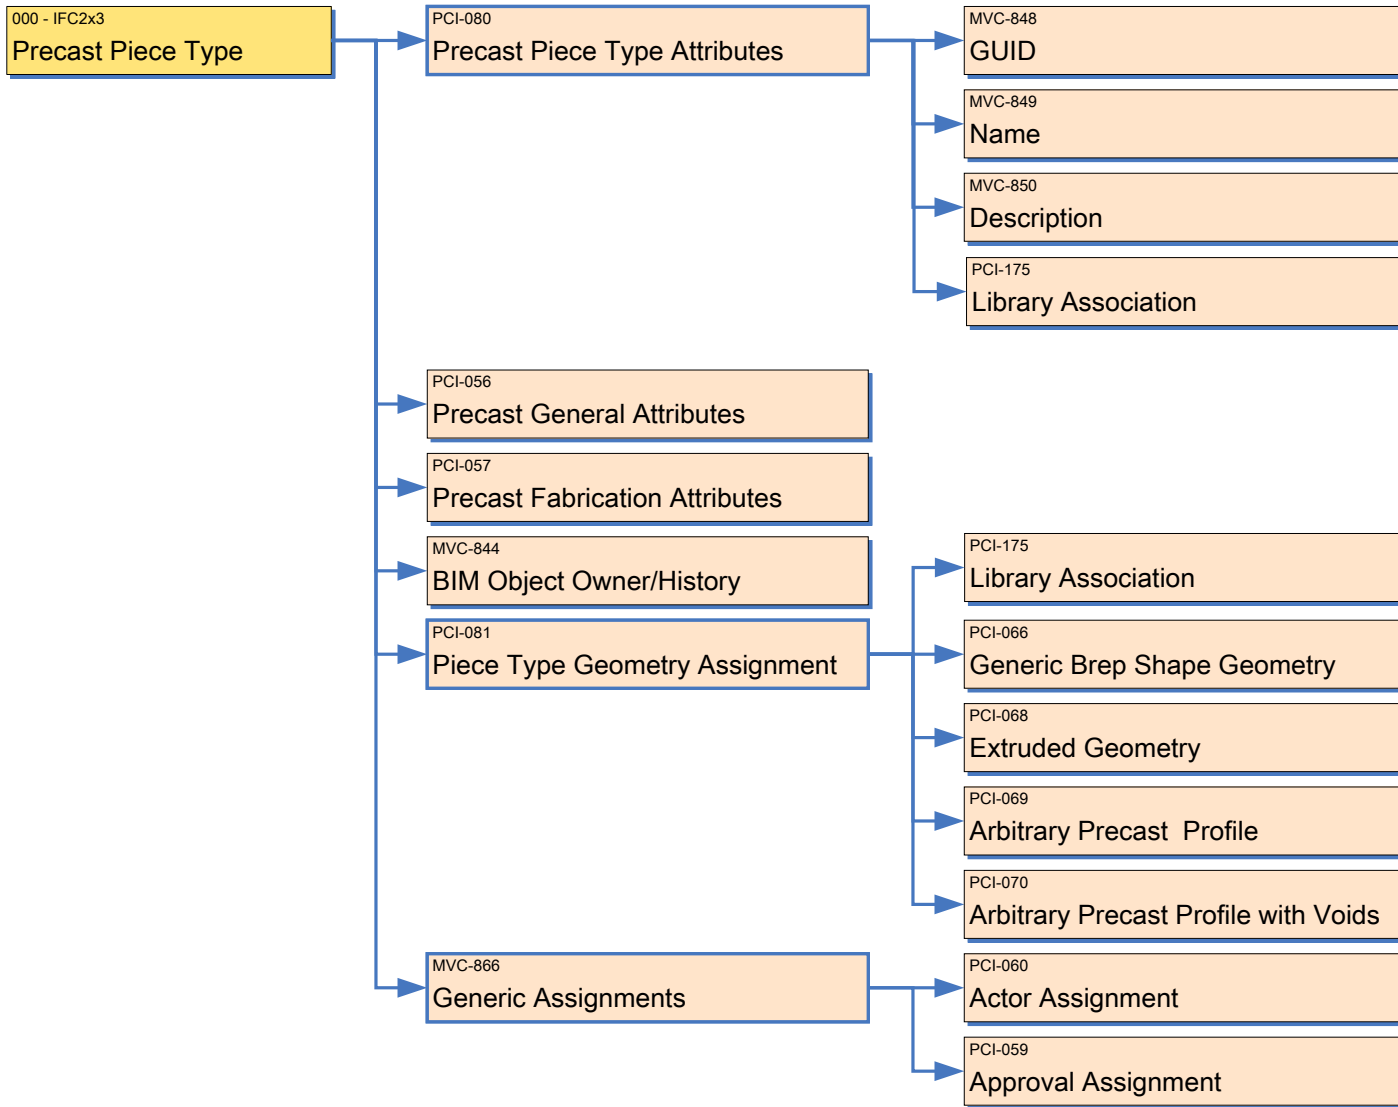 000 - IFC2x3
Precast Piece Type
PCI-080
Precast Piece Type Attributes
MVC-848
GUID
MVC-849
Name
MVC-850
Description
PCI-175
Library Association
PCI-056
Precast General Attributes
PCI-057
Precast Fabrication Attributes
MVC-844
BIM Object Owner/History
PCI-081
Piece Type Geometry Assignment
PCI-175
Library Association
PCI-066
Generic Brep Shape Geometry
PCI-068
Extruded Geometry
PCI-069
Arbitrary Precast  Profile
PCI-070
Arbitrary Precast Profile with Voids
MVC-866
Generic Assignments
PCI-060
Actor Assignment
PCI-059
Approval Assignment